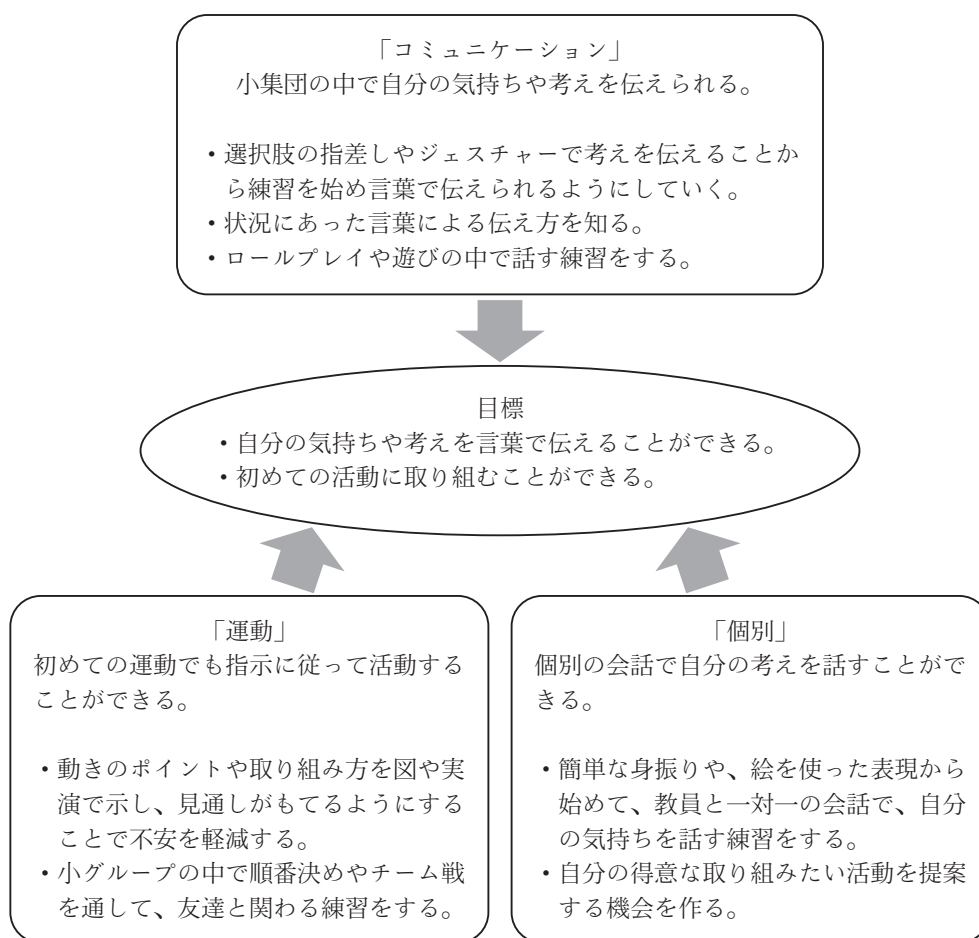 「コミュニケーション」
小集団の中で自分の気持ちや考えを伝えられる。
・選択肢の指差しやジェスチャーで考えを伝えることか
ら練習を始め言葉で伝えられるようにしていく。
・状況にあった言葉による伝え方を知る。
・ロールプレイや遊びの中で話す練習をする。
目標
・自分の気持ちや考えを言葉で伝えることができる。
・初めての活動に取り組むことができる。
「運動」
初めての運動でも指示に従って活動する
ことができる。
・動きのポイントや取り組み方を図や実
演で示し、見通しがもてるようにする
ことで不安を軽減する。
・小グループの中で順番決めやチーム戦
を通して、友達と関わる練習をする。
「個別」
個別の会話で自分の考えを話すことがで
きる。
・簡単な身振りや、絵を使った表現から
始めて、教員と一対一の会話で、自分
の気持ちを話す練習をする。
・自分の得意な取り組みたい活動を提案
する機会を作る。